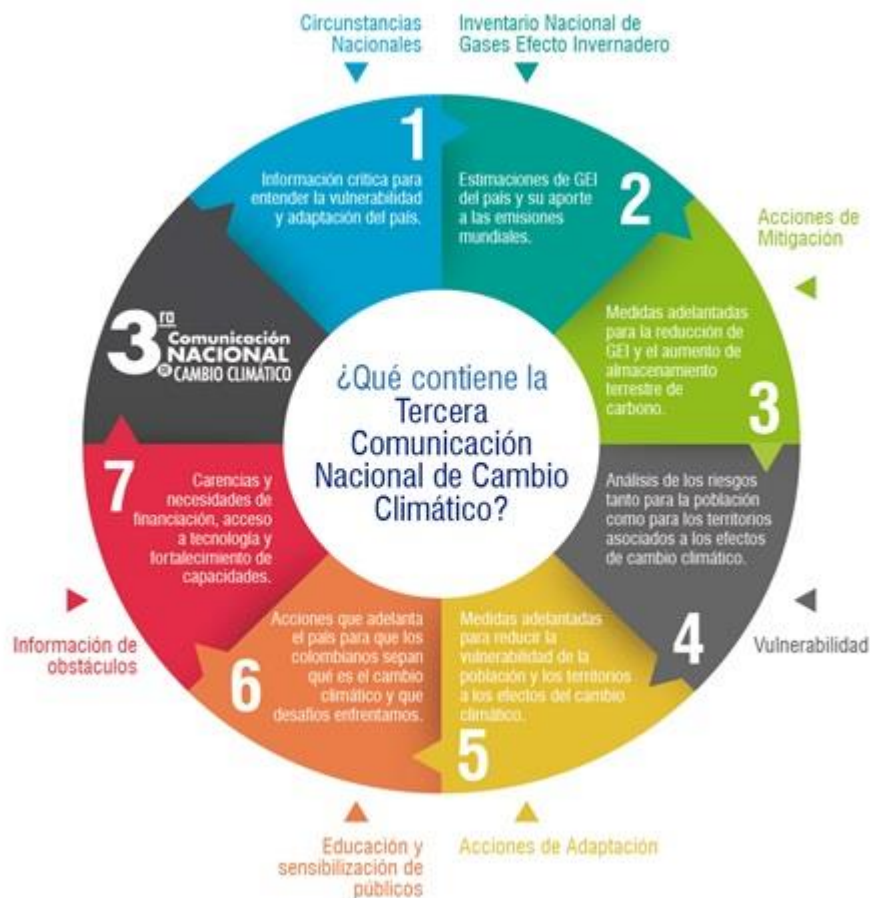 Circunstancias
Nacionales
Inventario Nacional de
Gases Efecto Invernadero
1
Información crítica para
entender la vulnerabilidad
y adaptación del país.
Estimaciones de GEI
del país y su aporte
a las emisiones
mundiales.
2
Acciones de
Mitigación
Medidas adelantadas
para la reducción de
GEI y el aumento de
almacenamiento
terrestre de
carbono.
3
3ra
Comunicación
NACIONAL
DE CAMBIO CLIMÁTICO
¿Qué contiene la
Tercera
Comunicación
Nacional de Cambio
Climático?
Análisis de los riesgos
tanto para la población
como para los territorios
asociados a los efectos
de cambio climático.
4
Vulnerabilidad
Medidas adelantadas
para reducir la
vulnerabilidad de la
población y los territorios
a los efectos del cambio
climático.
5
Acciones de Adaptación
Acciones que adelanta
el país para que los
colombianos sepan
qué es el cambio
climático y que
desafíos enfrentamos.
6
Educación y
sensibilización de
públicos
7
Carencias y
necesidades de
financiación, acceso
a tecnología y
fortalecimiento de
capacidades.
Información de
obstáculos